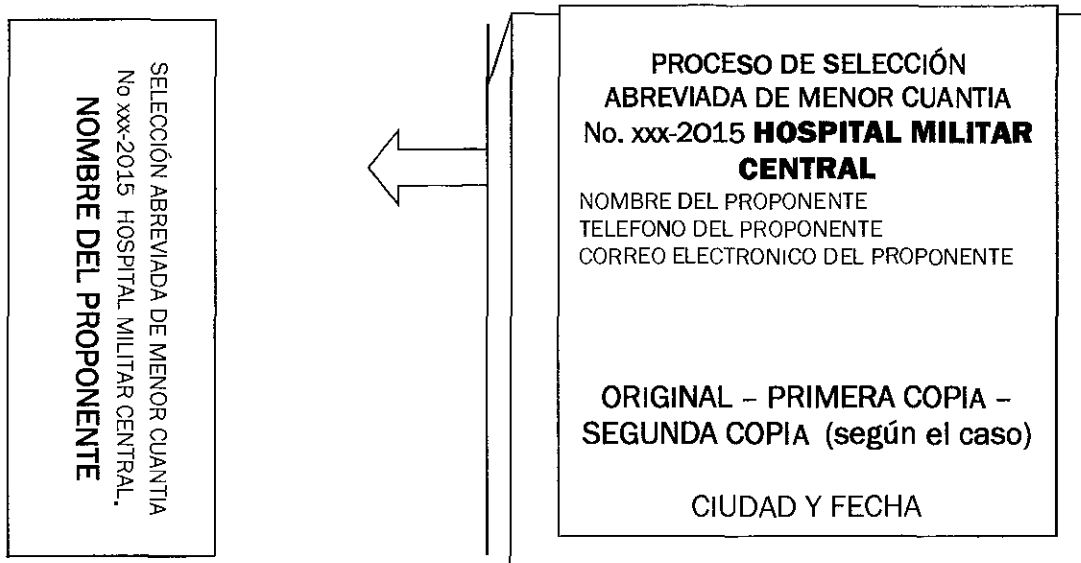 SELECCIÓN ABREVIADA DE MENOR CUANTIA
No xxx-2015 HOSPITAL MILITAR CENTRAL.
NOMBRE DEL PROPONENTE
PROCESO DE SELECCIÓN
ABREVIADA DE MENOR CUANTIA
No. xxx-2015 HOSPITAL MILITAR
CENTRAL
NOMBRE DEL PROPONENTE
TELEFONO DEL PROPONENTE
CORREO ELECTRONICO DEL PROPONENTE
ORIGINAL – PRIMERA COPIA –
SEGUNDA COPIA (según el caso)
CIUDAD Y FECHA